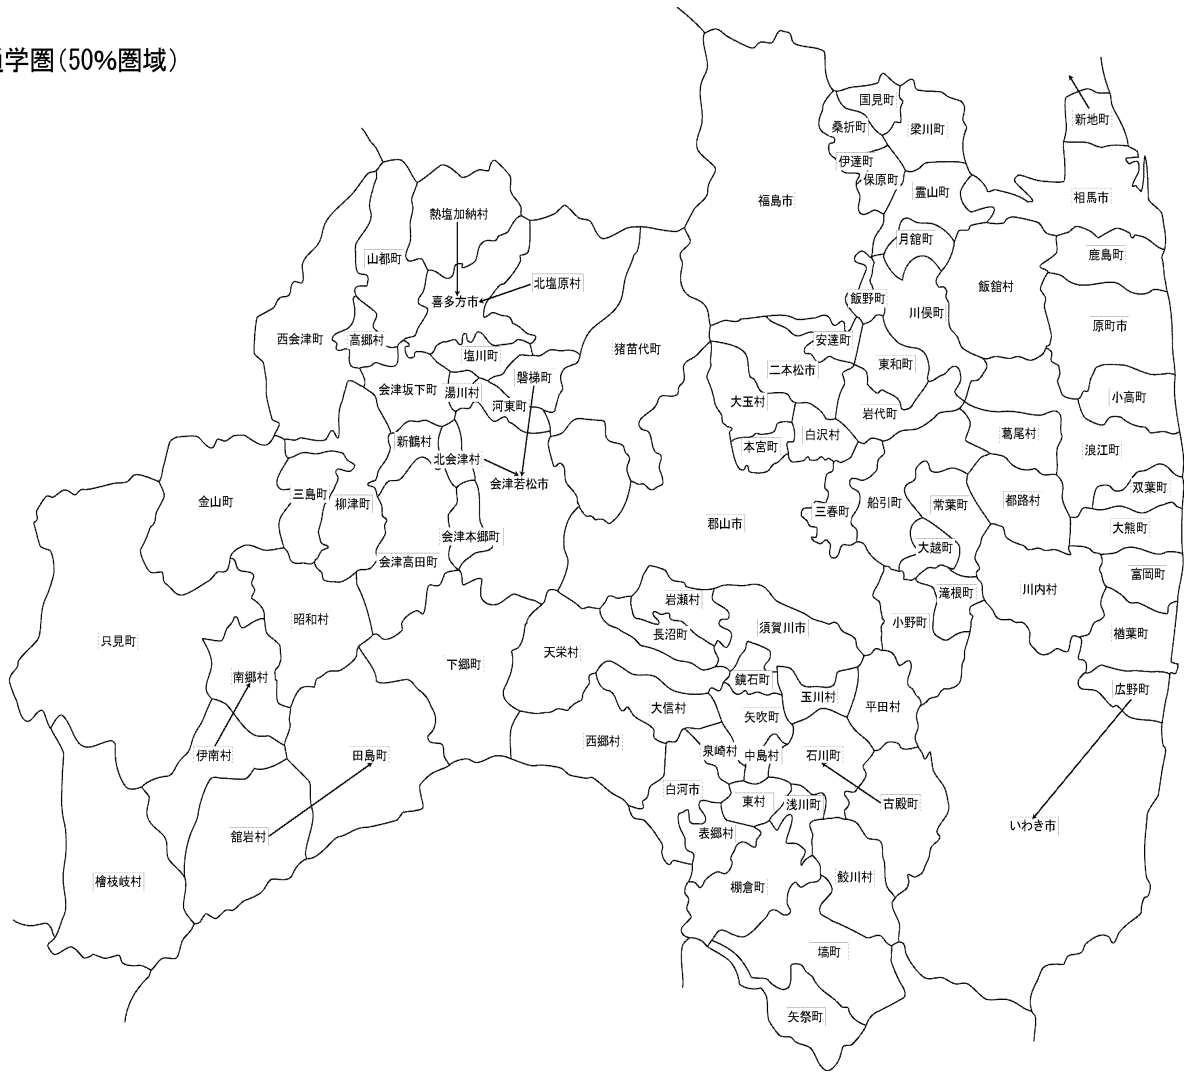 学圏(50%圏域)
国見町
新地町
桑折町
梁川町
伊達町
保原町
霊山町
相馬市
福島市
熱塩加納村
月舘町
鹿島町
山都町
北塩原村
飯舘村
喜多方市
飯野町
川俣町
原町市
西会津町
高郷村
安達町
猪苗代町
塩川町
東和町
二本松市
磐梯町
会津坂下町
湯川村
小高町
大玉村
河東町
岩代町
新鶴村
白沢村
葛尾村
本宮町
浪江町
北会津村
会津若松市
双葉町
三島町
金山町
柳津町
船引町
常葉町
都路村
三春町
郡山市
大熊町
会津本郷町
大越町
会津高田町
富岡町
川内村
滝根町
岩瀬村
昭和村
小野町
須賀川市
長沼町
楢葉町
只見町
天栄村
下郷町
南郷村
鏡石町
広野町
玉川村
大信村
平田村
矢吹町
西郷村
泉崎村
伊南村
田島町
中島村
石川町
白河市
東村
浅川町
古殿町
いわき市
舘岩村
表郷村
檜枝岐村
鮫川村
棚倉町
塙町
矢祭町